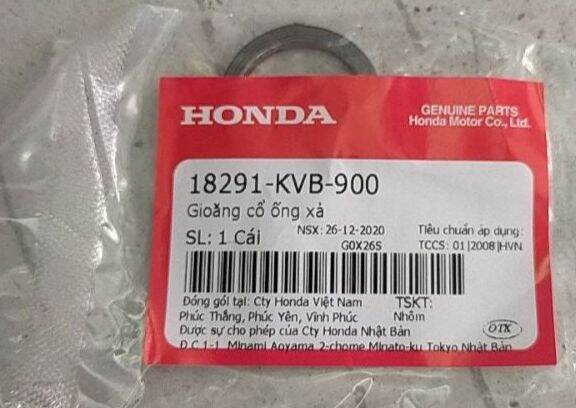 HONDA
GENUINE PARTS
Honda Motor Co., Ltd.
18291-KVB-900
Gioăng cổ ống xả
SL: 1 Cái
NSX: 26-12-2020
G0X26S
Tiêu chuẩn áp dụng:
TCCS: 01|2008|HVN
Đóng gói tại: Cty Honda Việt Nam
Phúc Thắng, Phúc Yên, Vĩnh Phúc
Được sự cho phép của Cty Honda Nhật Bản
Đ.C 1-1, Minami Aoyama 2-chome Minato-ku Tokyo Nhật Bản
TSKT:
Nhôm
OTK